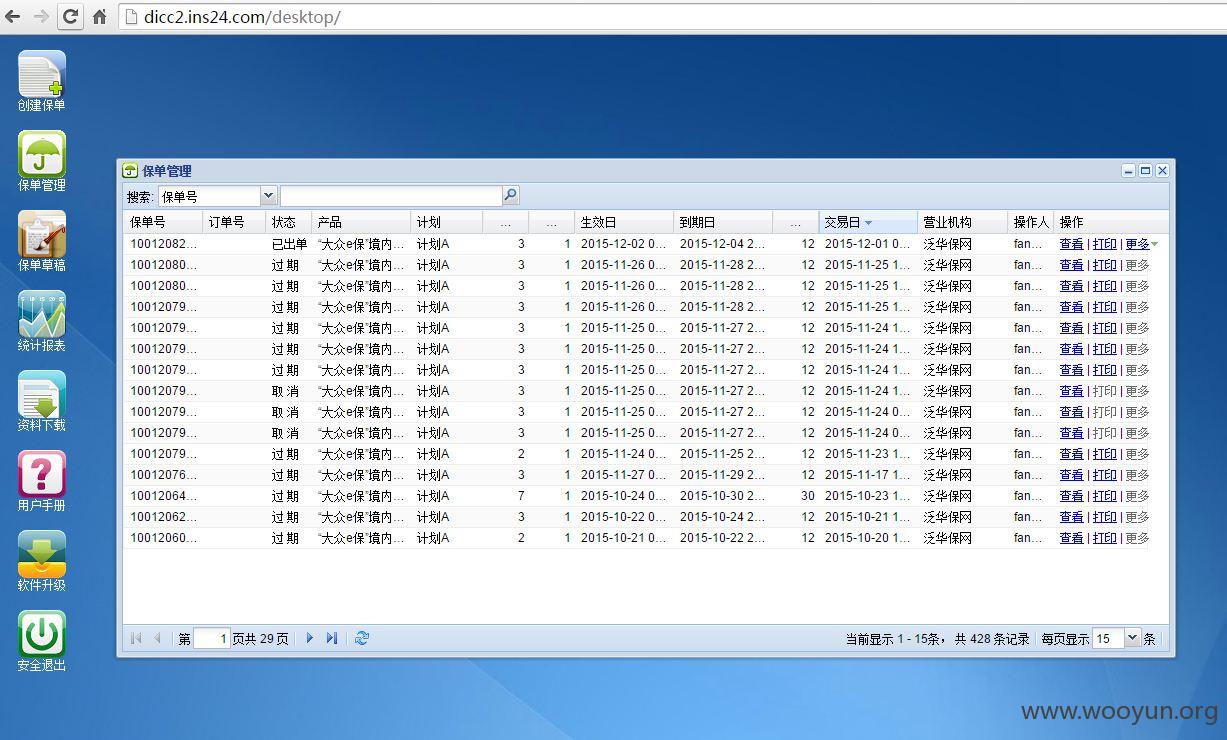 dicc2.ins24.com/desktop/
创建保单
保单管理
保单草稿
统计报表
资料下载
用户手册
软件升级
安全退出
保单管理
搜索: 保单号
保单号 订单号 状态 产品 计划 ... ... 生效日 到期日 ... 交易日 营业机构 操作人 操作
10012082... 已出单 “大众e保”境内... 计划A 3 1 2015-12-02 0... 2015-12-04 2... 12 2015-12-01 0... 泛华保网 fan... 查看 | 打印 | 更多
10012080... 过 期 “大众e保”境内... 计划A 3 1 2015-11-26 0... 2015-11-28 2... 12 2015-11-25 1... 泛华保网 fan... 查看 | 打印 | 更多
10012080... 过 期 “大众e保”境内... 计划A 3 1 2015-11-26 0... 2015-11-28 2... 12 2015-11-25 1... 泛华保网 fan... 查看 | 打印 | 更多
10012079... 过 期 “大众e保”境内... 计划A 3 1 2015-11-26 0... 2015-11-28 2... 12 2015-11-25 1... 泛华保网 fan... 查看 | 打印 | 更多
10012079... 过 期 “大众e保”境内... 计划A 3 1 2015-11-25 0... 2015-11-27 2... 12 2015-11-24 1... 泛华保网 fan... 查看 | 打印 | 更多
10012079... 过 期 “大众e保”境内... 计划A 3 1 2015-11-25 0... 2015-11-27 2... 12 2015-11-24 1... 泛华保网 fan... 查看 | 打印 | 更多
10012079... 过 期 “大众e保”境内... 计划A 3 1 2015-11-25 0... 2015-11-27 2... 12 2015-11-24 1... 泛华保网 fan... 查看 | 打印 | 更多
10012079... 取 消 “大众e保”境内... 计划A 3 1 2015-11-25 0... 2015-11-27 2... 12 2015-11-24 1... 泛华保网 fan... 查看 | 打印 | 更多
10012079... 取 消 “大众e保”境内... 计划A 3 1 2015-11-25 0... 2015-11-27 2... 12 2015-11-24 0... 泛华保网 fan... 查看 | 打印 | 更多
10012079... 取 消 “大众e保”境内... 计划A 3 1 2015-11-25 0... 2015-11-27 2... 12 2015-11-24 0... 泛华保网 fan... 查看 | 打印 | 更多
10012079... 过 期 “大众e保”境内... 计划A 2 1 2015-11-24 0... 2015-11-25 2... 12 2015-11-23 1... 泛华保网 fan... 查看 | 打印 | 更多
10012076... 过 期 “大众e保”境内... 计划A 3 1 2015-11-27 0... 2015-11-29 2... 12 2015-11-17 1... 泛华保网 fan... 查看 | 打印 | 更多
10012064... 过 期 “大众e保”境内... 计划A 7 1 2015-10-24 0... 2015-10-30 2... 30 2015-10-23 1... 泛华保网 fan... 查看 | 打印 | 更多
10012062... 过 期 “大众e保”境内... 计划A 3 1 2015-10-22 0... 2015-10-24 2... 12 2015-10-21 1... 泛华保网 fan... 查看 | 打印 | 更多
10012060... 过 期 “大众e保”境内... 计划A 2 1 2015-10-21 0... 2015-10-22 2... 12 2015-10-20 1... 泛华保网 fan... 查看 | 打印 | 更多
第 1 页共 29 页 当前显示 1 - 15条，共 428 条记录 每页显示 15 条
www.wooyun.org